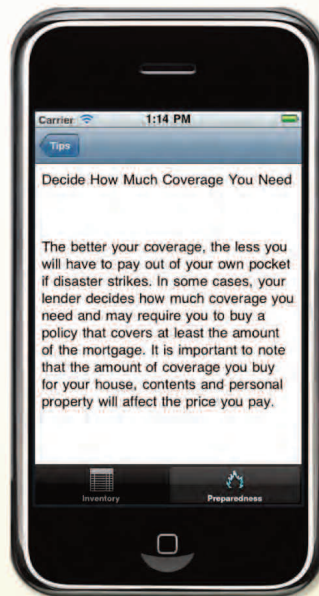 Carrier 1:14 PM
Tips
Decide How Much Coverage You Need
The better your coverage, the less you
will have to pay out of your own pocket
if disaster strikes. In some cases, your
lender decides how much coverage you
need and may require you to buy a
policy that covers at least the amount
of the mortgage. It is important to note
that the amount of coverage you buy
for your house, contents and personal
property will affect the price you pay.
Inventory Preparedness